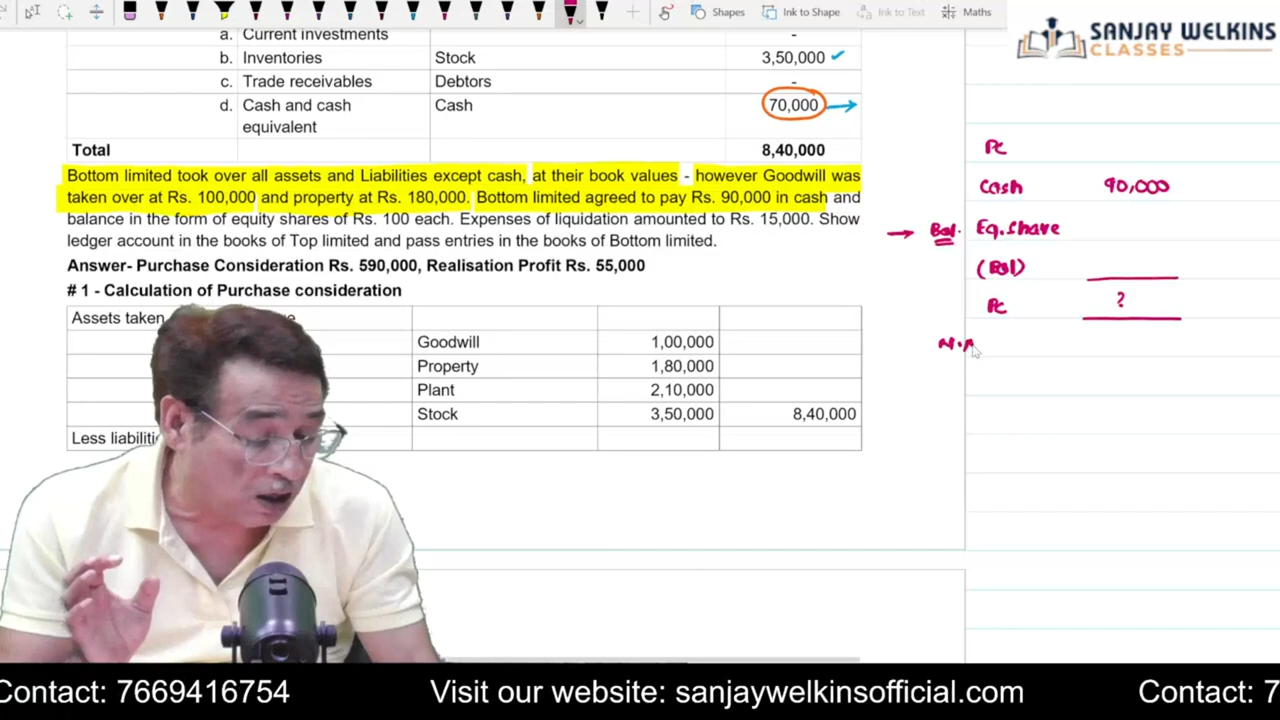 Shapes
Ink to Shape
Ink to Text
Maths
SANJAY WELKINS
CLASSES
a. Current investments -
b. Inventories Stock 3,50,000
c. Trade receivables Debtors -
d. Cash and cash equivalent Cash 70,000
Total 8,40,000
Bottom limited took over all assets and Liabilities except cash, at their book values - however Goodwill was
taken over at Rs. 100,000 and property at Rs. 180,000. Bottom limited agreed to pay Rs. 90,000 in cash and
balance in the form of equity shares of Rs. 100 each. Expenses of liquidation amounted to Rs. 15,000. Show
ledger account in the books of Top limited and pass entries in the books of Bottom limited.
Answer- Purchase Consideration Rs. 590,000, Realisation Profit Rs. 55,000
# 1 - Calculation of Purchase consideration
Assets taken
Goodwill 1,00,000
Property 1,80,000
Plant 2,10,000
Stock 3,50,000 8,40,000
Less liabiliti
PC
Cash 90,000
Bal. Eq. Share
(Bal)
PC ?
N.A
Contact: 7669416754 Visit our website: sanjaywelkinsofficial.com Contact: 7